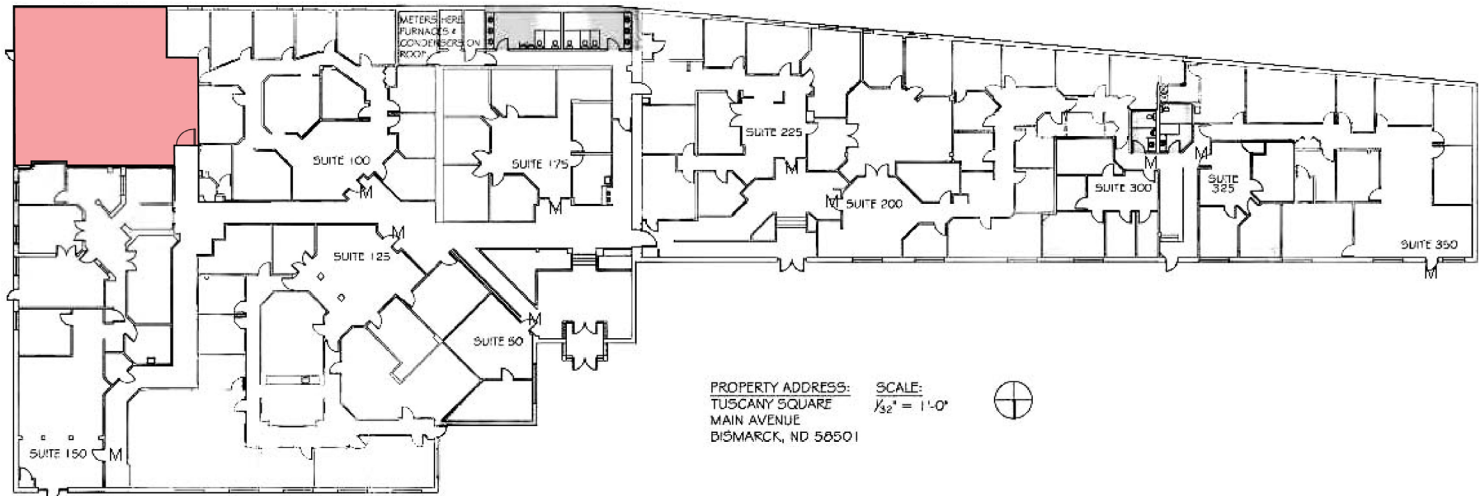 METERS HERE
FURNACES &
CONDENSERS ON
ROOF
SUITE 100
M
SUITE 175
M
SUITE 225
M
M
SUITE 200
M
SUITE 300
M
SUITE
325
SUITE 350
M
SUITE 125
M
SUITE 50
M
SUITE 150
M
PROPERTY ADDRESS:
TUSCANY SQUARE
MAIN AVENUE
BISMARCK, ND 58501
SCALE:
1/32" = 1'-0"